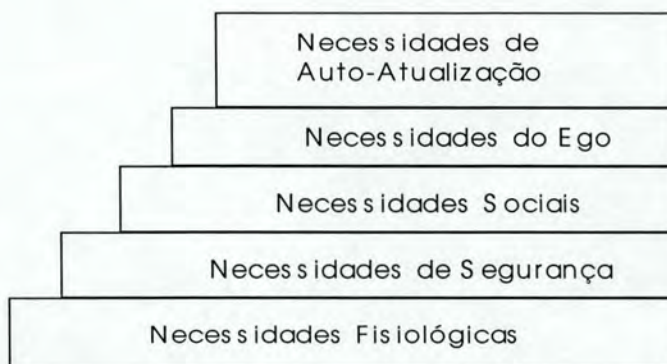 Necessidades de
Auto-Atualização
Necessidades do Ego
Necessidades Sociais
Necessidades de Segurança
Necessidades Fisiológicas